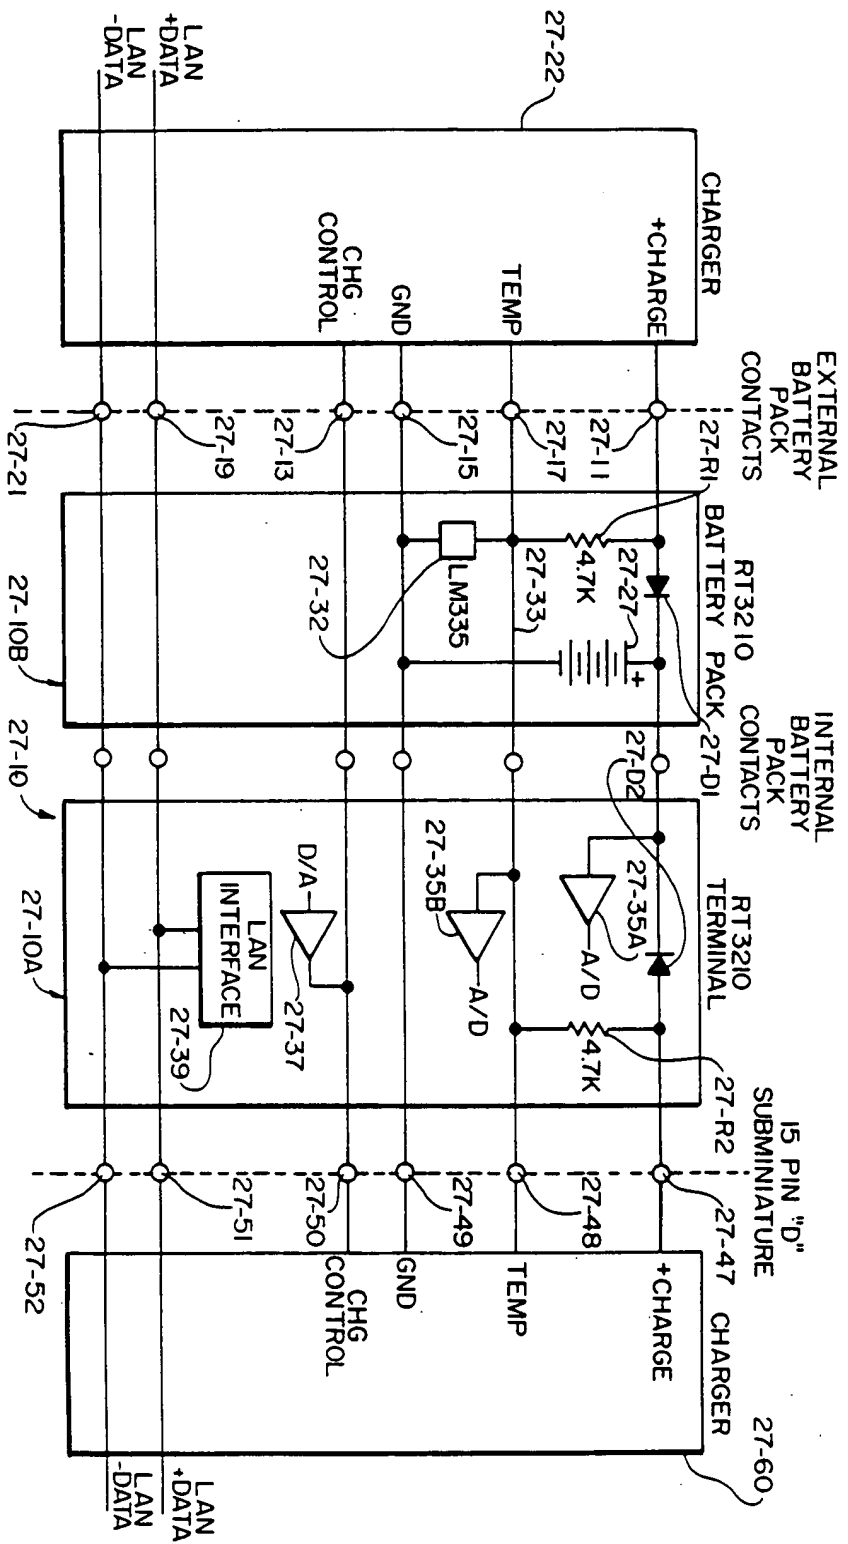 27-22
CHARGER
+CHARGE
TEMP
GND
CHG
CONTROL
LAN
+DATA
LAN
-DATA
EXTERNAL
BATTERY
PACK
CONTACTS
27-11
27-17
27-15
27-13
27-19
27-21
27-R1
RT3210
BATTERY PACK
4.7K
27-27
+
27-33
LM335
27-32
27-10B
INTERNAL
BATTERY
PACK
CONTACTS
27-D1
27-D2
27-10
RT3210
TERMINAL
27-35A
A/D
4.7K
27-35B
A/D
D/A
27-37
LAN
INTERFACE
27-39
27-10A
27-R2
15 PIN "D"
SUBMINIATURE
27-47
27-48
27-49
27-50
27-51
27-52
CHARGER
27-60
+CHARGE
TEMP
GND
CHG
CONTROL
LAN
+DATA
LAN
-DATA